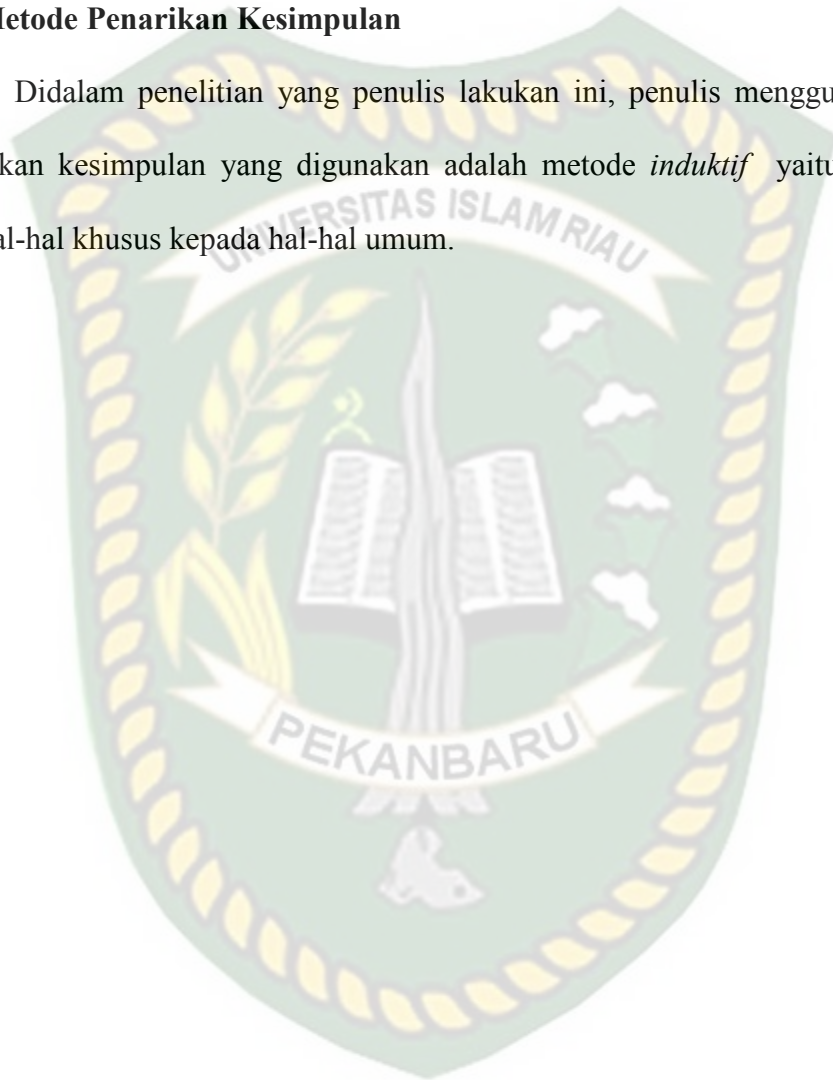 Metode Penarikan Kesimpulan
Didalam penelitian yang penulis lakukan ini, penulis menggu
kan kesimpulan yang digunakan adalah metode induktif yaitu
al-hal khusus kepada hal-hal umum.
UNIVERSITAS ISLAM RIAU
PEKANBARU